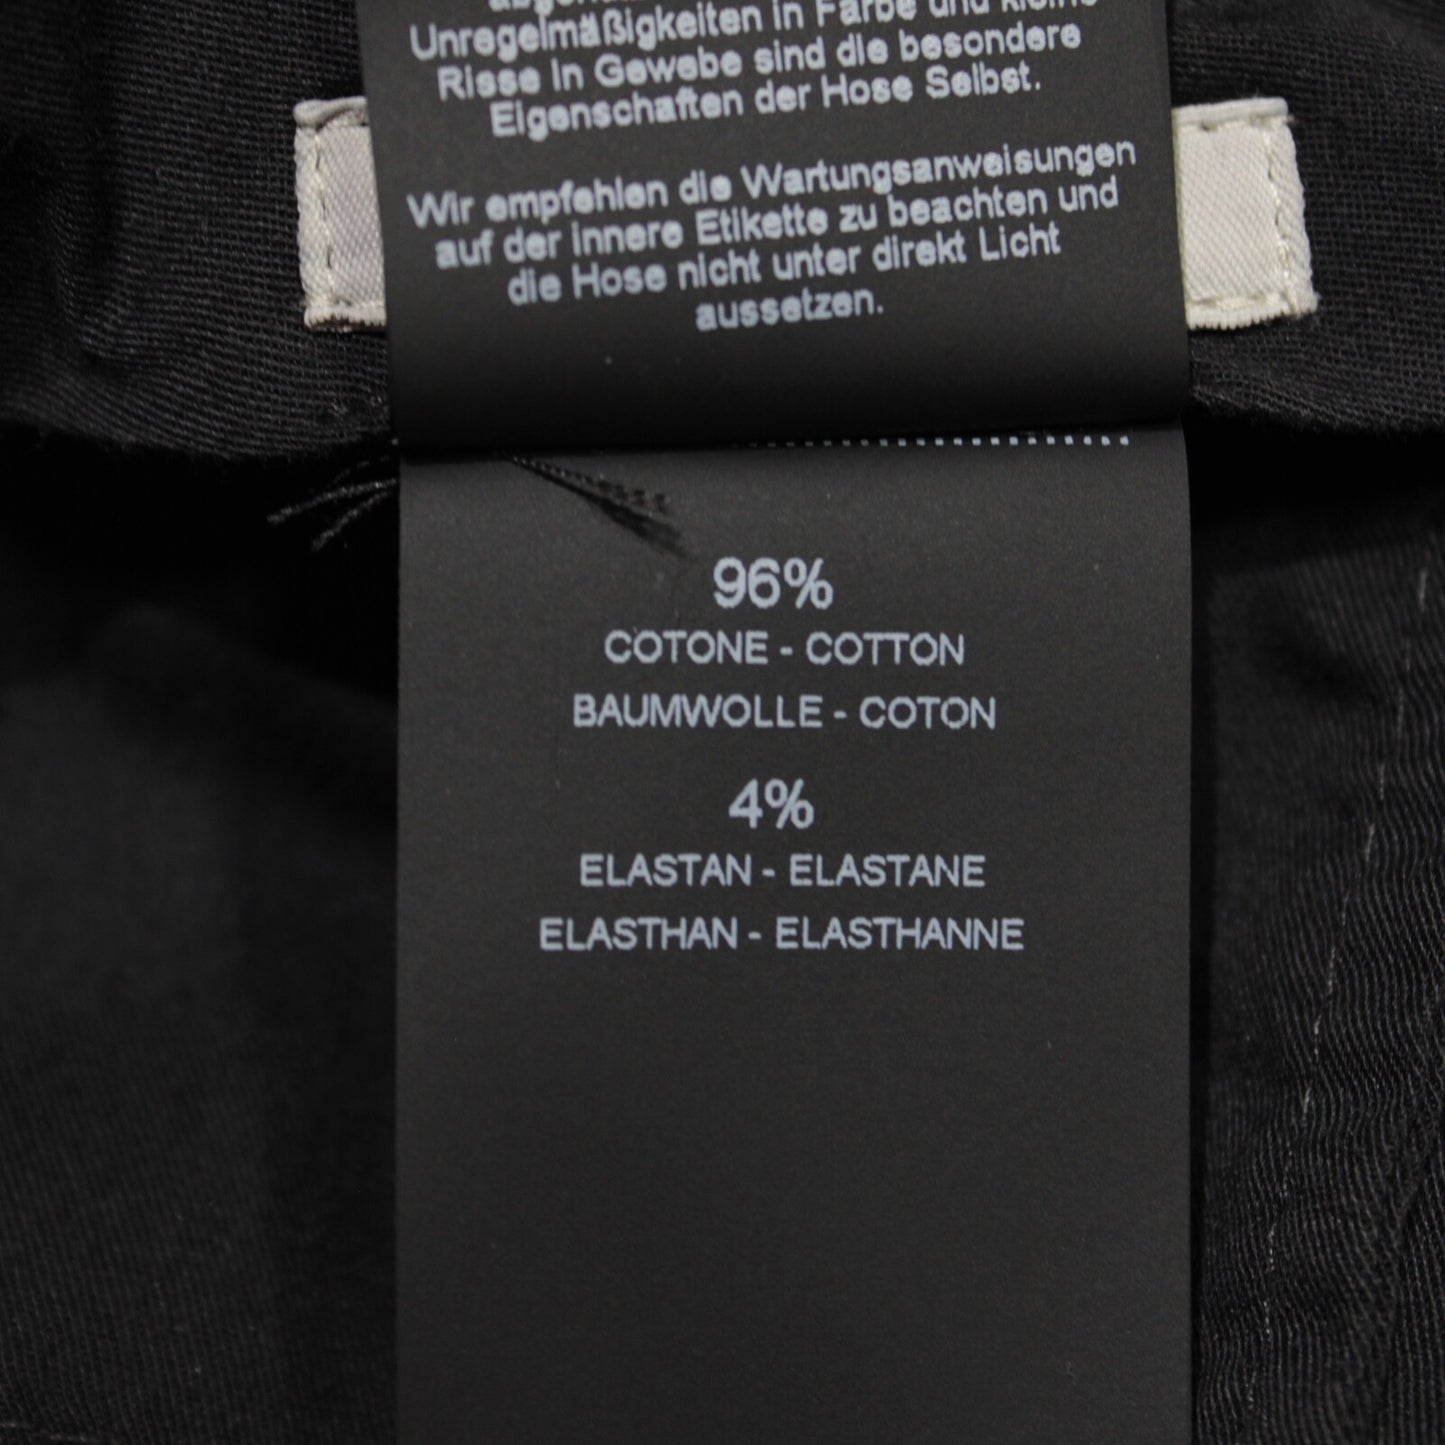 Unregelmäßigkeiten in Farbe und kleine
Risse in Gewebe sind die besondere
Eigenschaften der Hose Selbst.
Wir empfehlen die Wartungsanweisungen
auf der innere Etikette zu beachten und
die Hose nicht unter direkt Licht
aussetzen.
96%
COTONE - COTTON
BAUMWOLLE - COTON
4%
ELASTAN - ELASTANE
ELASTHAN - ELASTHANNE